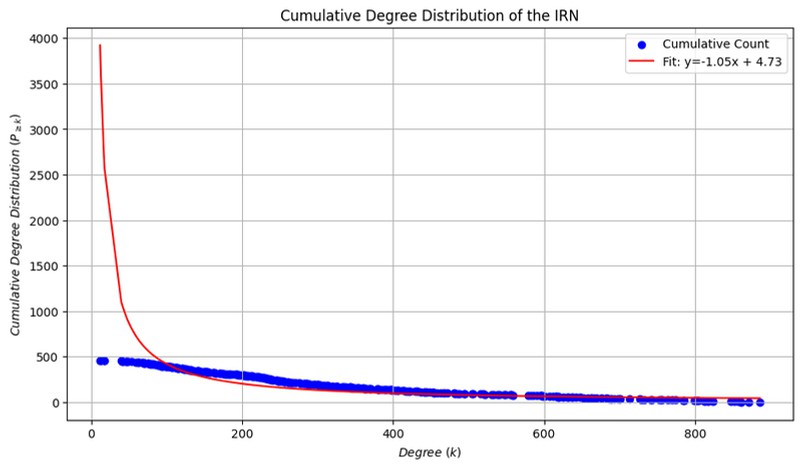 Cumulative Degree Distribution of the IRN
Cumulative Count
Fit: y=-1.05x + 4.73
Cumulative Degree Distribution (P≥k)
4000
3500
3000
2500
2000
1500
1000
500
0
0 200 400 600 800
Degree (k)